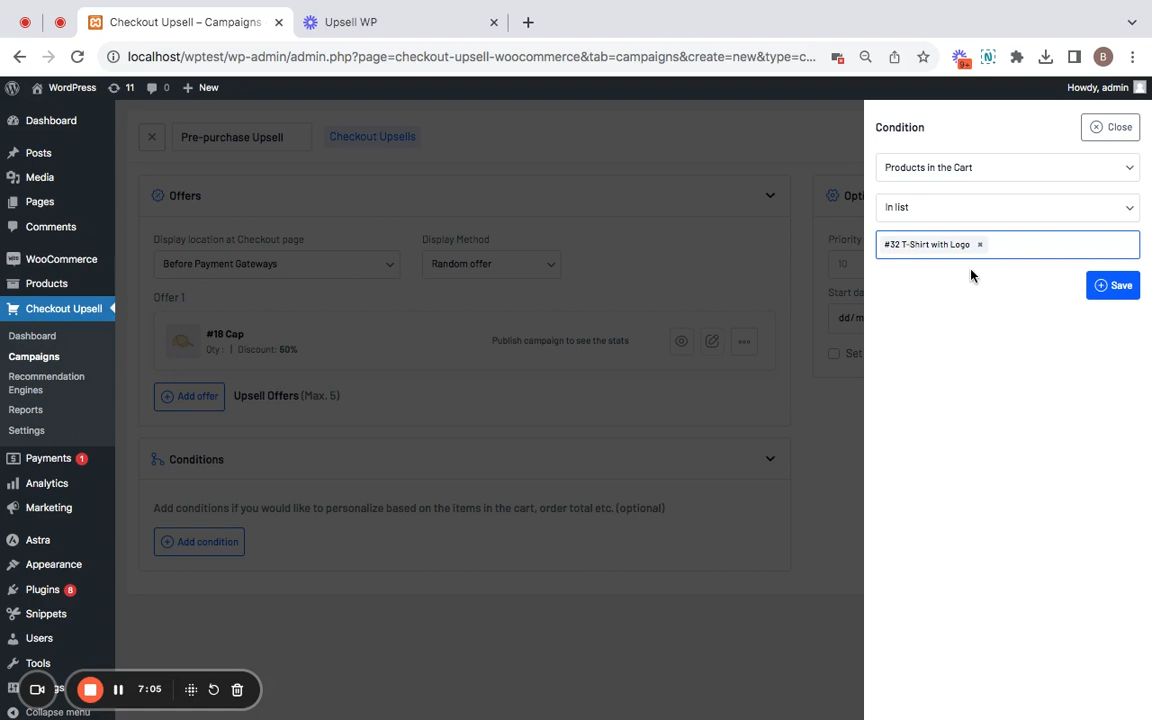 Checkout Upsell – Campaigns
Upsell WP
localhost/wptest/wp-admin/admin.php?page=checkout-upsell-woocommerce&tab=campaigns&create=new&type=c...
9+
B
WordPress 11 0 New
Howdy, admin
Dashboard
Posts
Media
Pages
Comments
WOO WooCommerce
Products
Checkout Upsell
Dashboard
Campaigns
Recommendation
Engines
Reports
Settings
Payments 1
Analytics
Marketing
Astra
Appearance
Plugins 8
Snippets
Users
Tools
gs
Collapse menu
7:05
Pre-purchase Upsell
Checkout Upsells
Offers
Display location at Checkout page
Display Method
Before Payment Gateways
Random offer
Offer 1
#18 Cap
Qty : | Discount: 50%
Publish campaign to see the stats
Add offer
Upsell Offers (Max. 5)
Conditions
Add conditions if you would like to personalize based on the items in the cart, order total etc. (optional)
Add condition
Opti
Priority
10
Start da
dd/m
Set
Condition
Close
Products in the Cart
In list
#32 T-Shirt with Logo ×
Save